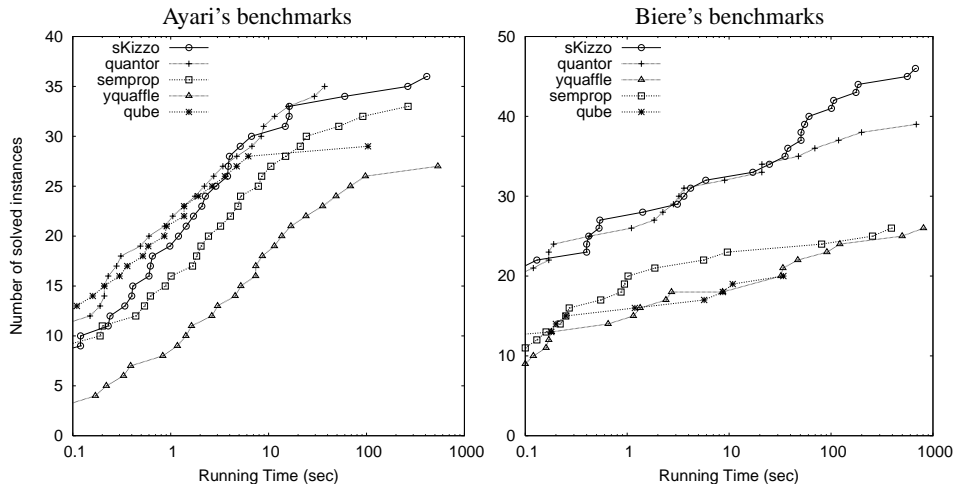 Ayari's benchmarks
Number of solved instances
40
35
30
25
20
15
10
5
0
sKizzo
quantor
semprop
yquaffle
qube
0.1 1 10 100 1000
Running Time (sec)
Biere's benchmarks
50
40
30
20
10
0
sKizzo
quantor
yquaffle
semprop
qube
0.1 1 10 100 1000
Running Time (sec)